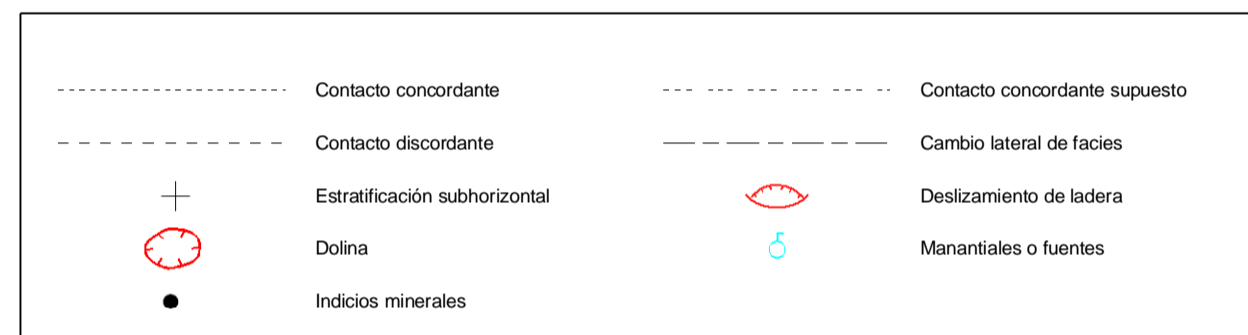 Contacto concordante
Contacto discordante
Estratificación subhorizontal
Dolina
Indicios minerales
Contacto concordante supuesto
Cambio lateral de facies
Deslizamiento de ladera
Manantiales o fuentes